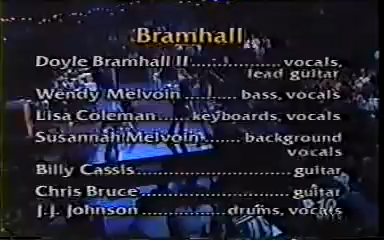 Bramhall
Doyle Bramhall II............... vocals,
lead guitar
Wendy Melvoin.......... bass, vocals
Lisa Coleman.......keyboards, vocals
Susannah Melvoin....... background
vocals
Billy Cassis.......................... guitar
Chris Bruce.......................... guitar
J.J. Johnson..............drums, vocals